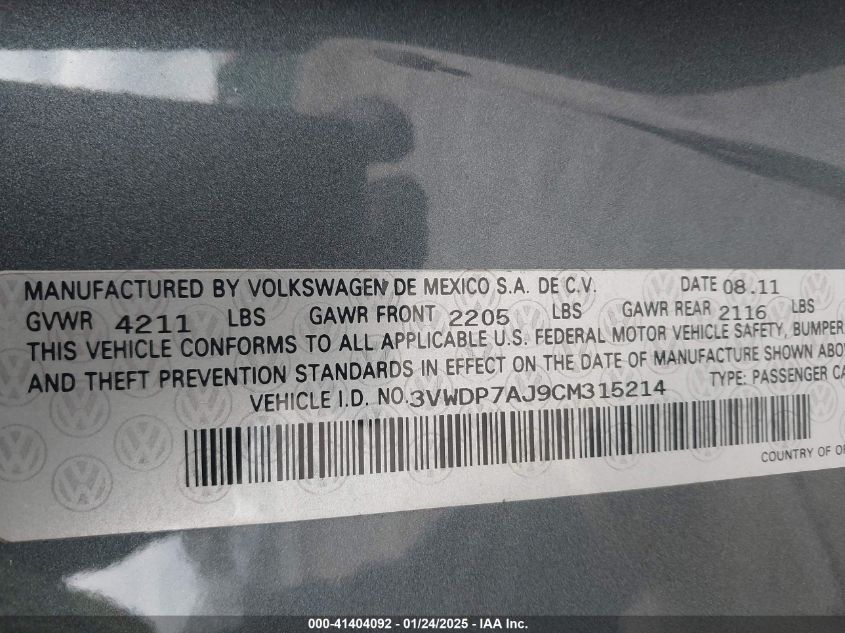 MANUFACTURED BY VOLKSWAGEN DE MEXICO S.A. DE C.V. DATE 08.11
GVWR 4211 LBS GAWR FRONT 2205 LBS GAWR REAR 2116 LBS
THIS VEHICLE CONFORMS TO ALL APPLICABLE U.S. FEDERAL MOTOR VEHICLE SAFETY, BUMPER
AND THEFT PREVENTION STANDARDS IN EFFECT ON THE DATE OF MANUFACTURE SHOWN ABO
VEHICLE I.D. NO. 3VWDP7AJ9CM315214 TYPE: PASSENGER CA
COUNTRY OF OR
000-41404092 - 01/24/2025 - IAA Inc.